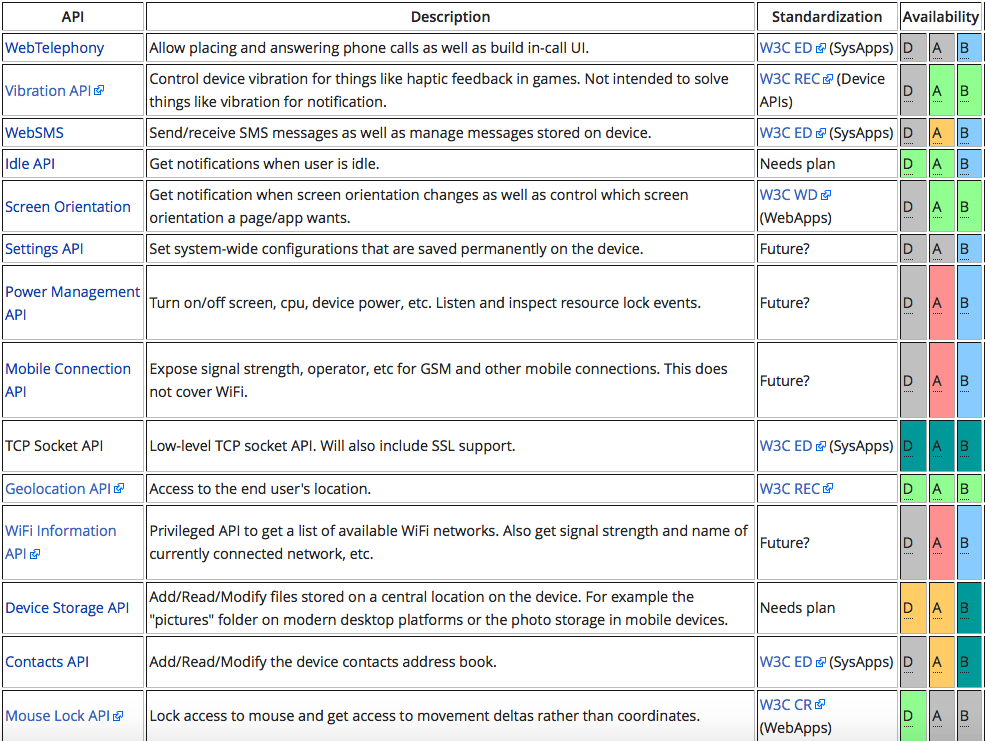 API Description Standardization Availability
WebTelephony Allow placing and answering phone calls as well as build in-call UI. W3C ED (SysApps) D A B
Vibration API Control device vibration for things like haptic feedback in games. Not intended to solve
things like vibration for notification. W3C REC (Device
APIs) D A B
WebSMS Send/receive SMS messages as well as manage messages stored on device. W3C ED (SysApps) D A B
Idle API Get notifications when user is idle. Needs plan D A B
Screen Orientation Get notification when screen orientation changes as well as control which screen
orientation a page/app wants. W3C WD
(WebApps) D A B
Settings API Set system-wide configurations that are saved permanently on the device. Future? D A B
Power Management
API Turn on/off screen, cpu, device power, etc. Listen and inspect resource lock events. Future? D A B
Mobile Connection
API Expose signal strength, operator, etc for GSM and other mobile connections. This does
not cover WiFi. Future? D A B
TCP Socket API Low-level TCP socket API. Will also include SSL support. W3C ED (SysApps) D A B
Geolocation API Access to the end user's location. W3C REC D A B
WiFi Information
API Privileged API to get a list of available WiFi networks. Also get signal strength and name of
currently connected network, etc. Future? D A B
Device Storage API Add/Read/Modify files stored on a central location on the device. For example the
"pictures" folder on modern desktop platforms or the photo storage in mobile devices. Needs plan D A B
Contacts API Add/Read/Modify the device contacts address book. W3C ED (SysApps) D A B
Mouse Lock API Lock access to mouse and get access to movement deltas rather than coordinates. W3C CR
(WebApps) D A B